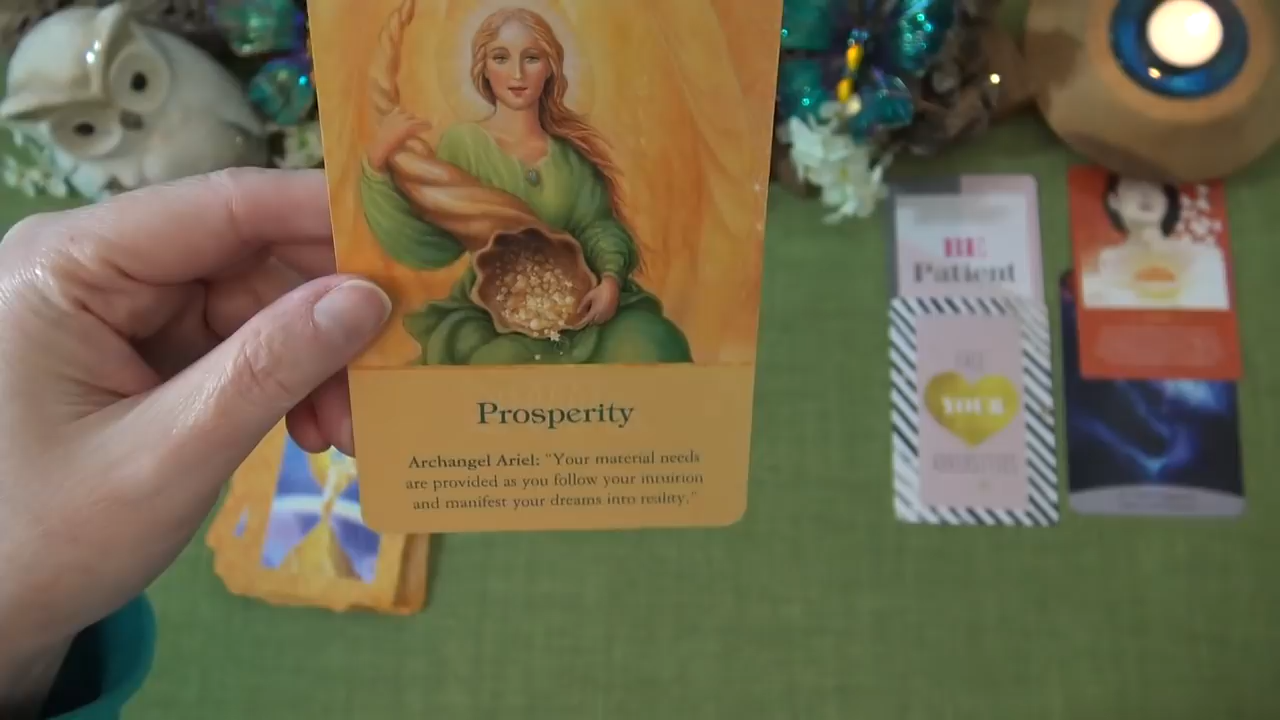 Prosperity
Archangel Ariel: "Your material needs
are provided as you follow your intuition
and manifest your dreams into reality."
BE
Patient
YOUR